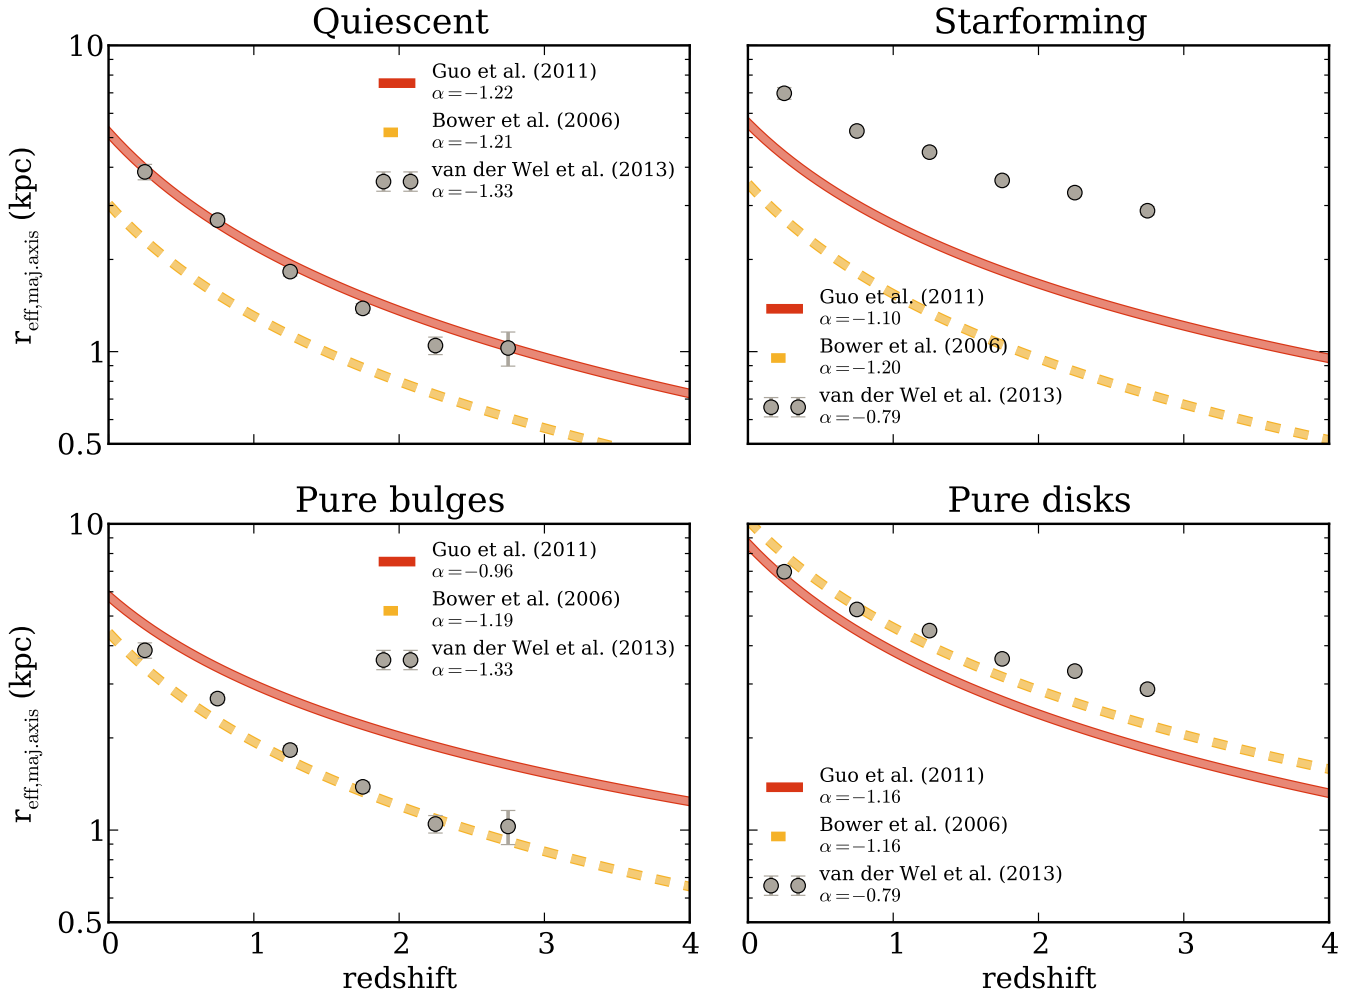 Quiescent
Starforming
10
1
0.5
r_eff,maj.axis (kpc)
Guo et al. (2011)
α=−1.22
Bower et al. (2006)
α=−1.21
van der Wel et al. (2013)
α=−1.33
Guo et al. (2011)
α=−1.10
Bower et al. (2006)
α=−1.20
van der Wel et al. (2013)
α=−0.79
Pure bulges
Pure disks
10
1
0.5
r_eff,maj.axis (kpc)
Guo et al. (2011)
α=−0.96
Bower et al. (2006)
α=−1.19
van der Wel et al. (2013)
α=−1.33
Guo et al. (2011)
α=−1.16
Bower et al. (2006)
α=−1.16
van der Wel et al. (2013)
α=−0.79
0 1 2 3 4
0 1 2 3 4
redshift
redshift